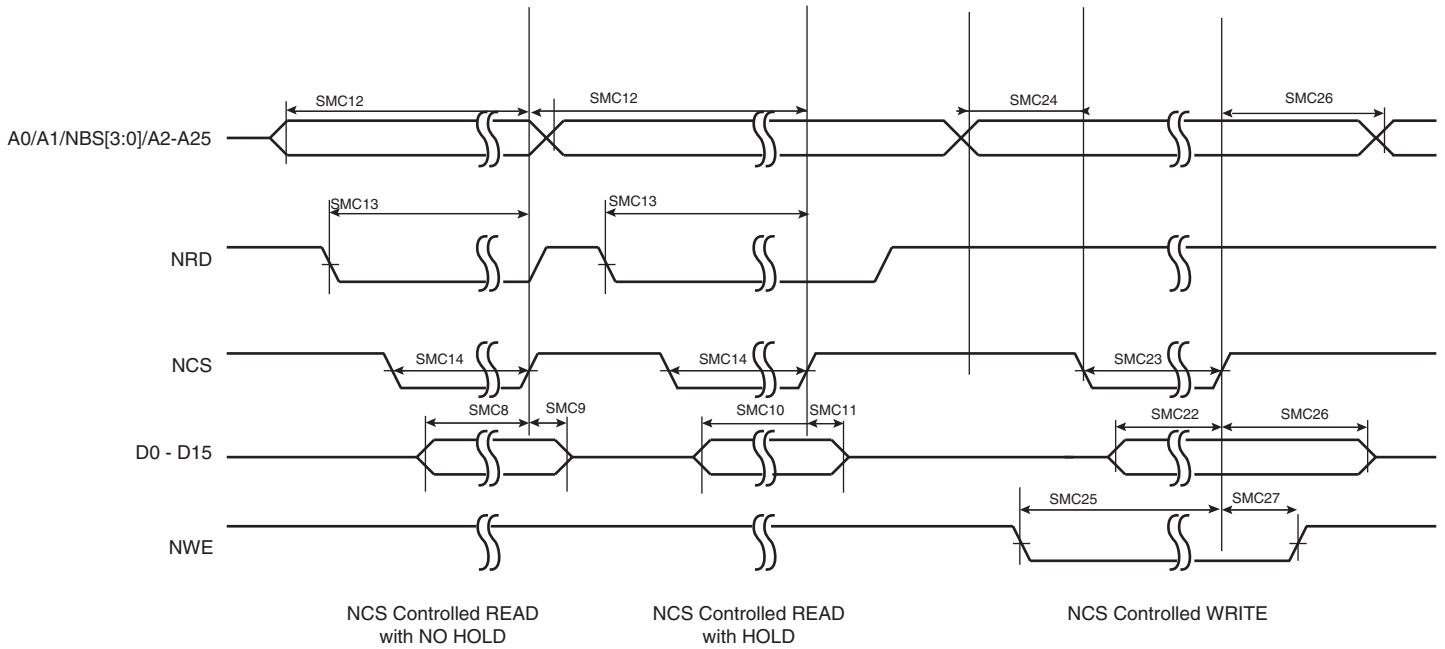 SMC12
SMC12
SMC24
SMC26
A0/A1/NBS[3:0]/A2-A25
SMC13
SMC13
NRD
NCS
SMC14
SMC14
SMC23
SMC8
SMC9
SMC10
SMC11
SMC22
SMC26
D0 - D15
SMC25
SMC27
NWE
NCS Controlled READ
with NO HOLD
NCS Controlled READ
with HOLD
NCS Controlled WRITE